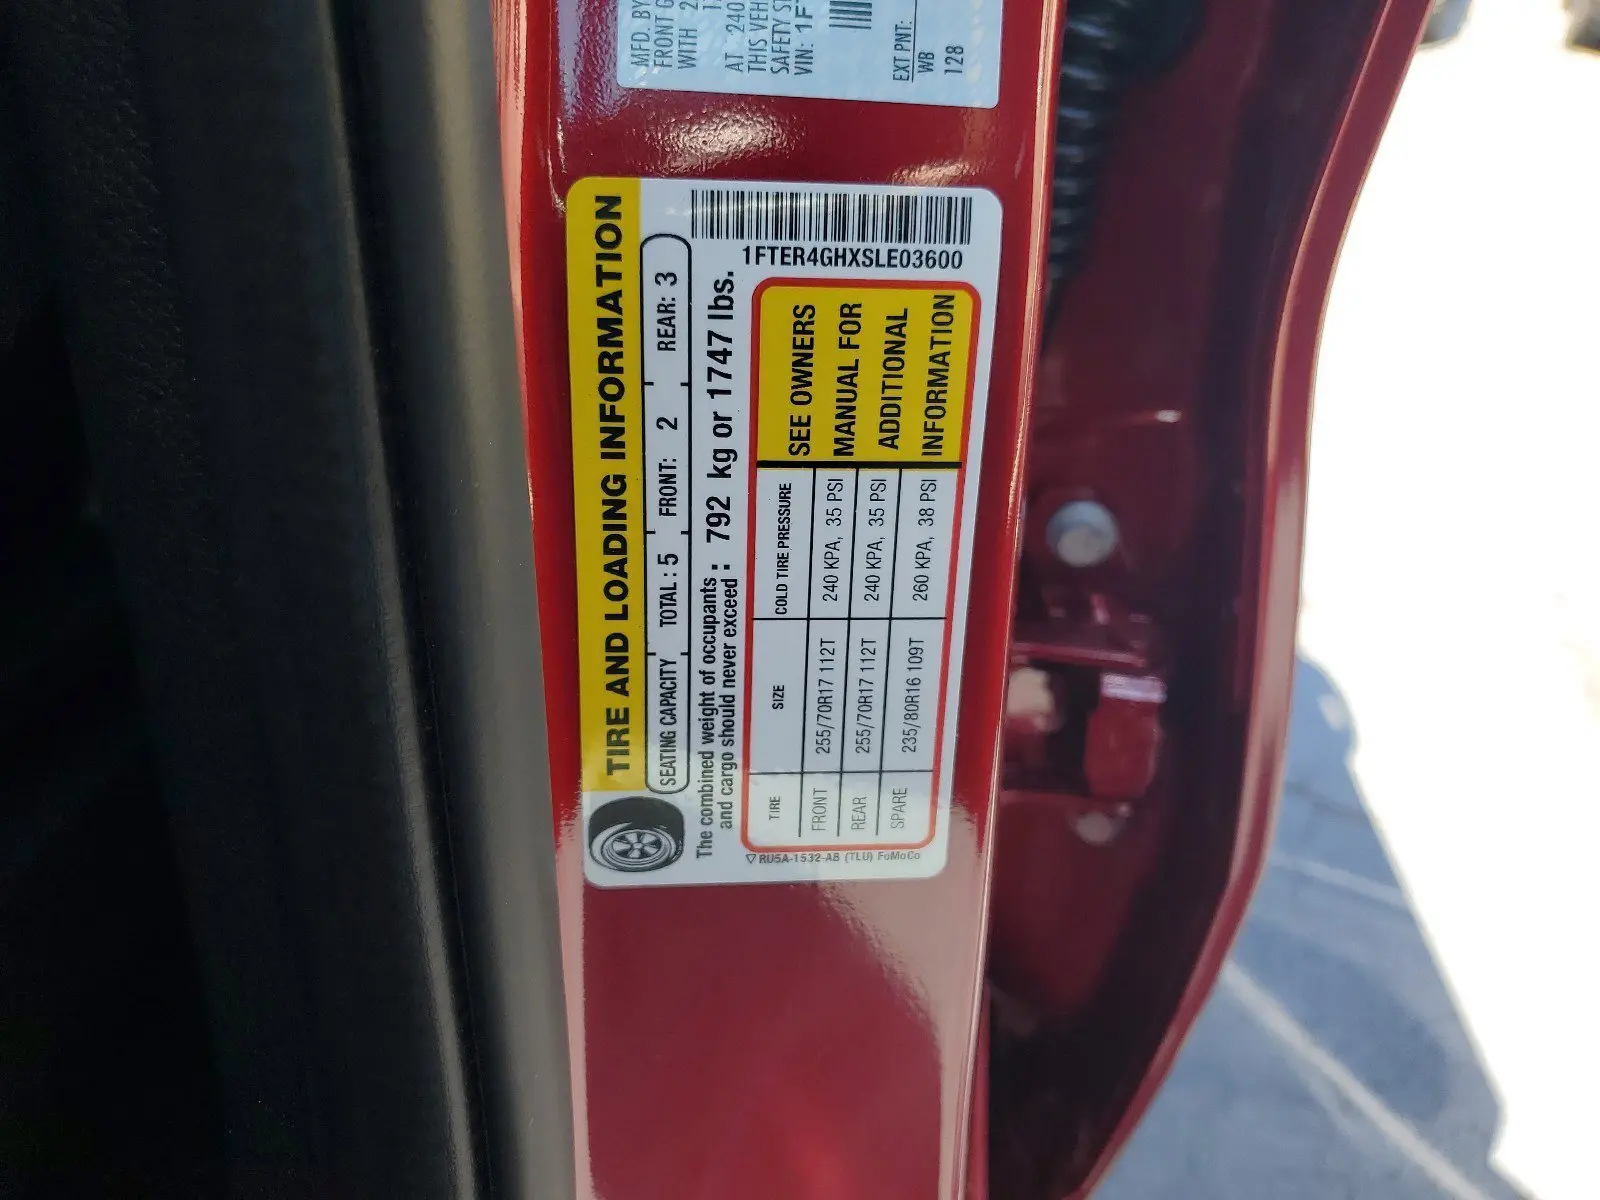 MFD. BY
FRONT G
WITH 2
AT 240
THIS VEH
SAFETY ST
VIN: 1F
EXT PNT:
WB
128
TIRE AND LOADING INFORMATION
SEATING CAPACITY TOTAL : 5 FRONT: 2 REAR: 3
The combined weight of occupants
and cargo should never exceed : 792 kg or 1747 lbs.
1FTER4GHXSLE03600
TIRE SIZE COLD TIRE PRESSURE
FRONT 255/70R17 112T 240 KPA, 35 PSI
REAR 255/70R17 112T 240 KPA, 35 PSI
SPARE 235/80R16 109T 260 KPA, 38 PSI
SEE OWNERS
MANUAL FOR
ADDITIONAL
INFORMATION
RU5A-1532-AB (TLU) FoMoCo